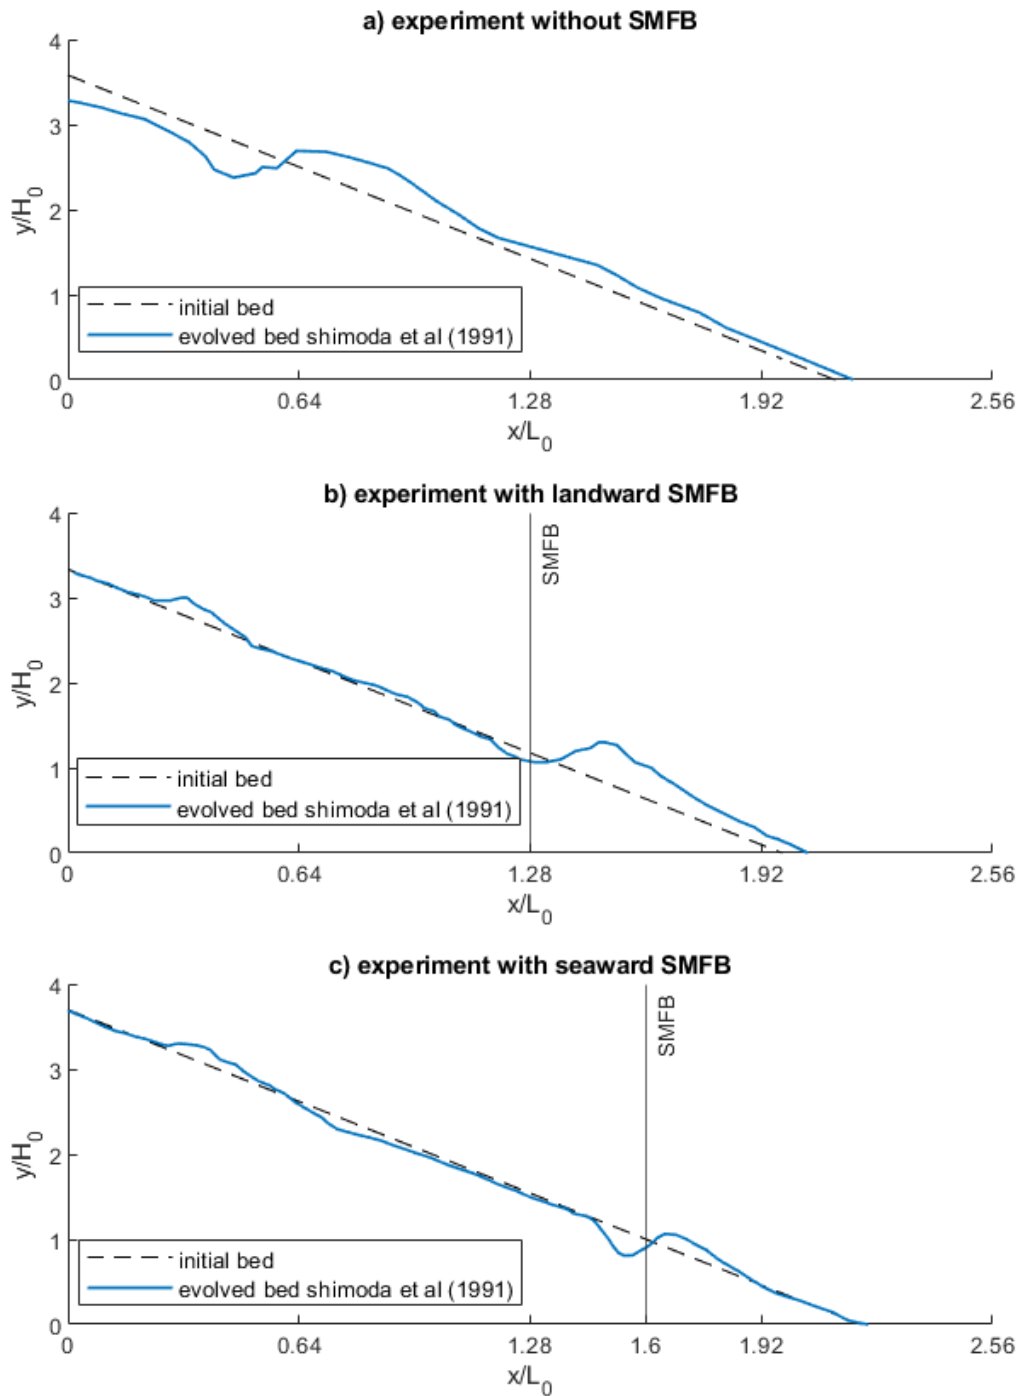 a) experiment without SMFB
4
3
2
1
0
y/H0
initial bed
evolved bed shimoda et al (1991)
0 0.64 1.28 1.92 2.56
x/L0
b) experiment with landward SMFB
4
3
2
1
0
y/H0
SMFB
initial bed
evolved bed shimoda et al (1991)
0 0.64 1.28 1.92 2.56
x/L0
c) experiment with seaward SMFB
4
3
2
1
0
y/H0
SMFB
initial bed
evolved bed shimoda et al (1991)
0 0.64 1.28 1.6 1.92 2.56
x/L0